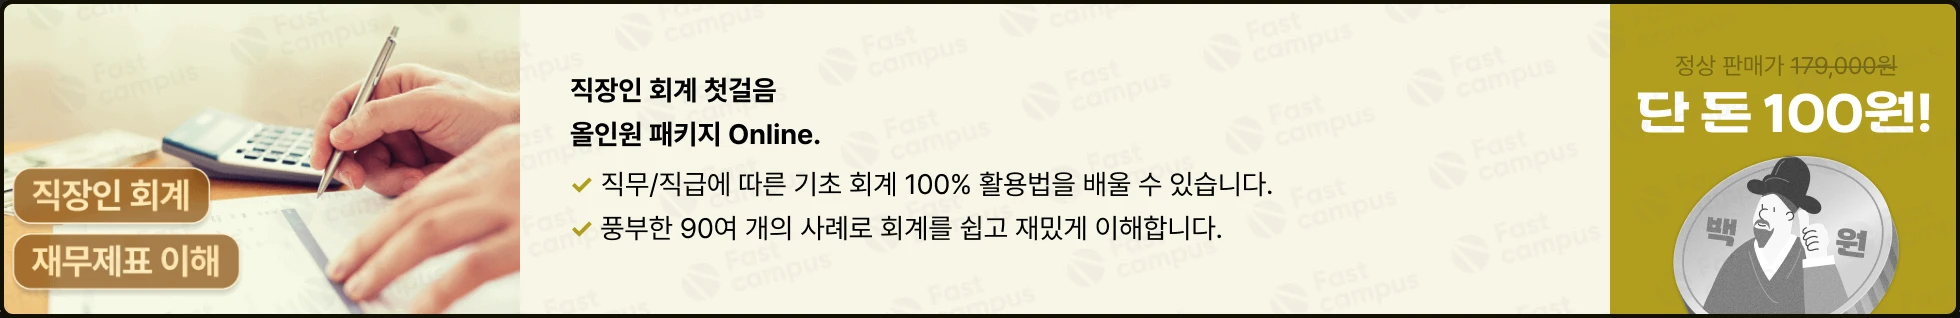 직장인 회계
재무제표 이해
직장인 회계 첫걸음
올인원 패키지 Online.
직무/직급에 따른 기초 회계 100% 활용법을 배울 수 있습니다.
풍부한 90여 개의 사례로 회계를 쉽고 재밌게 이해합니다.
정상 판매가 179,000원
단 돈 100원!
백 원
Fast campus